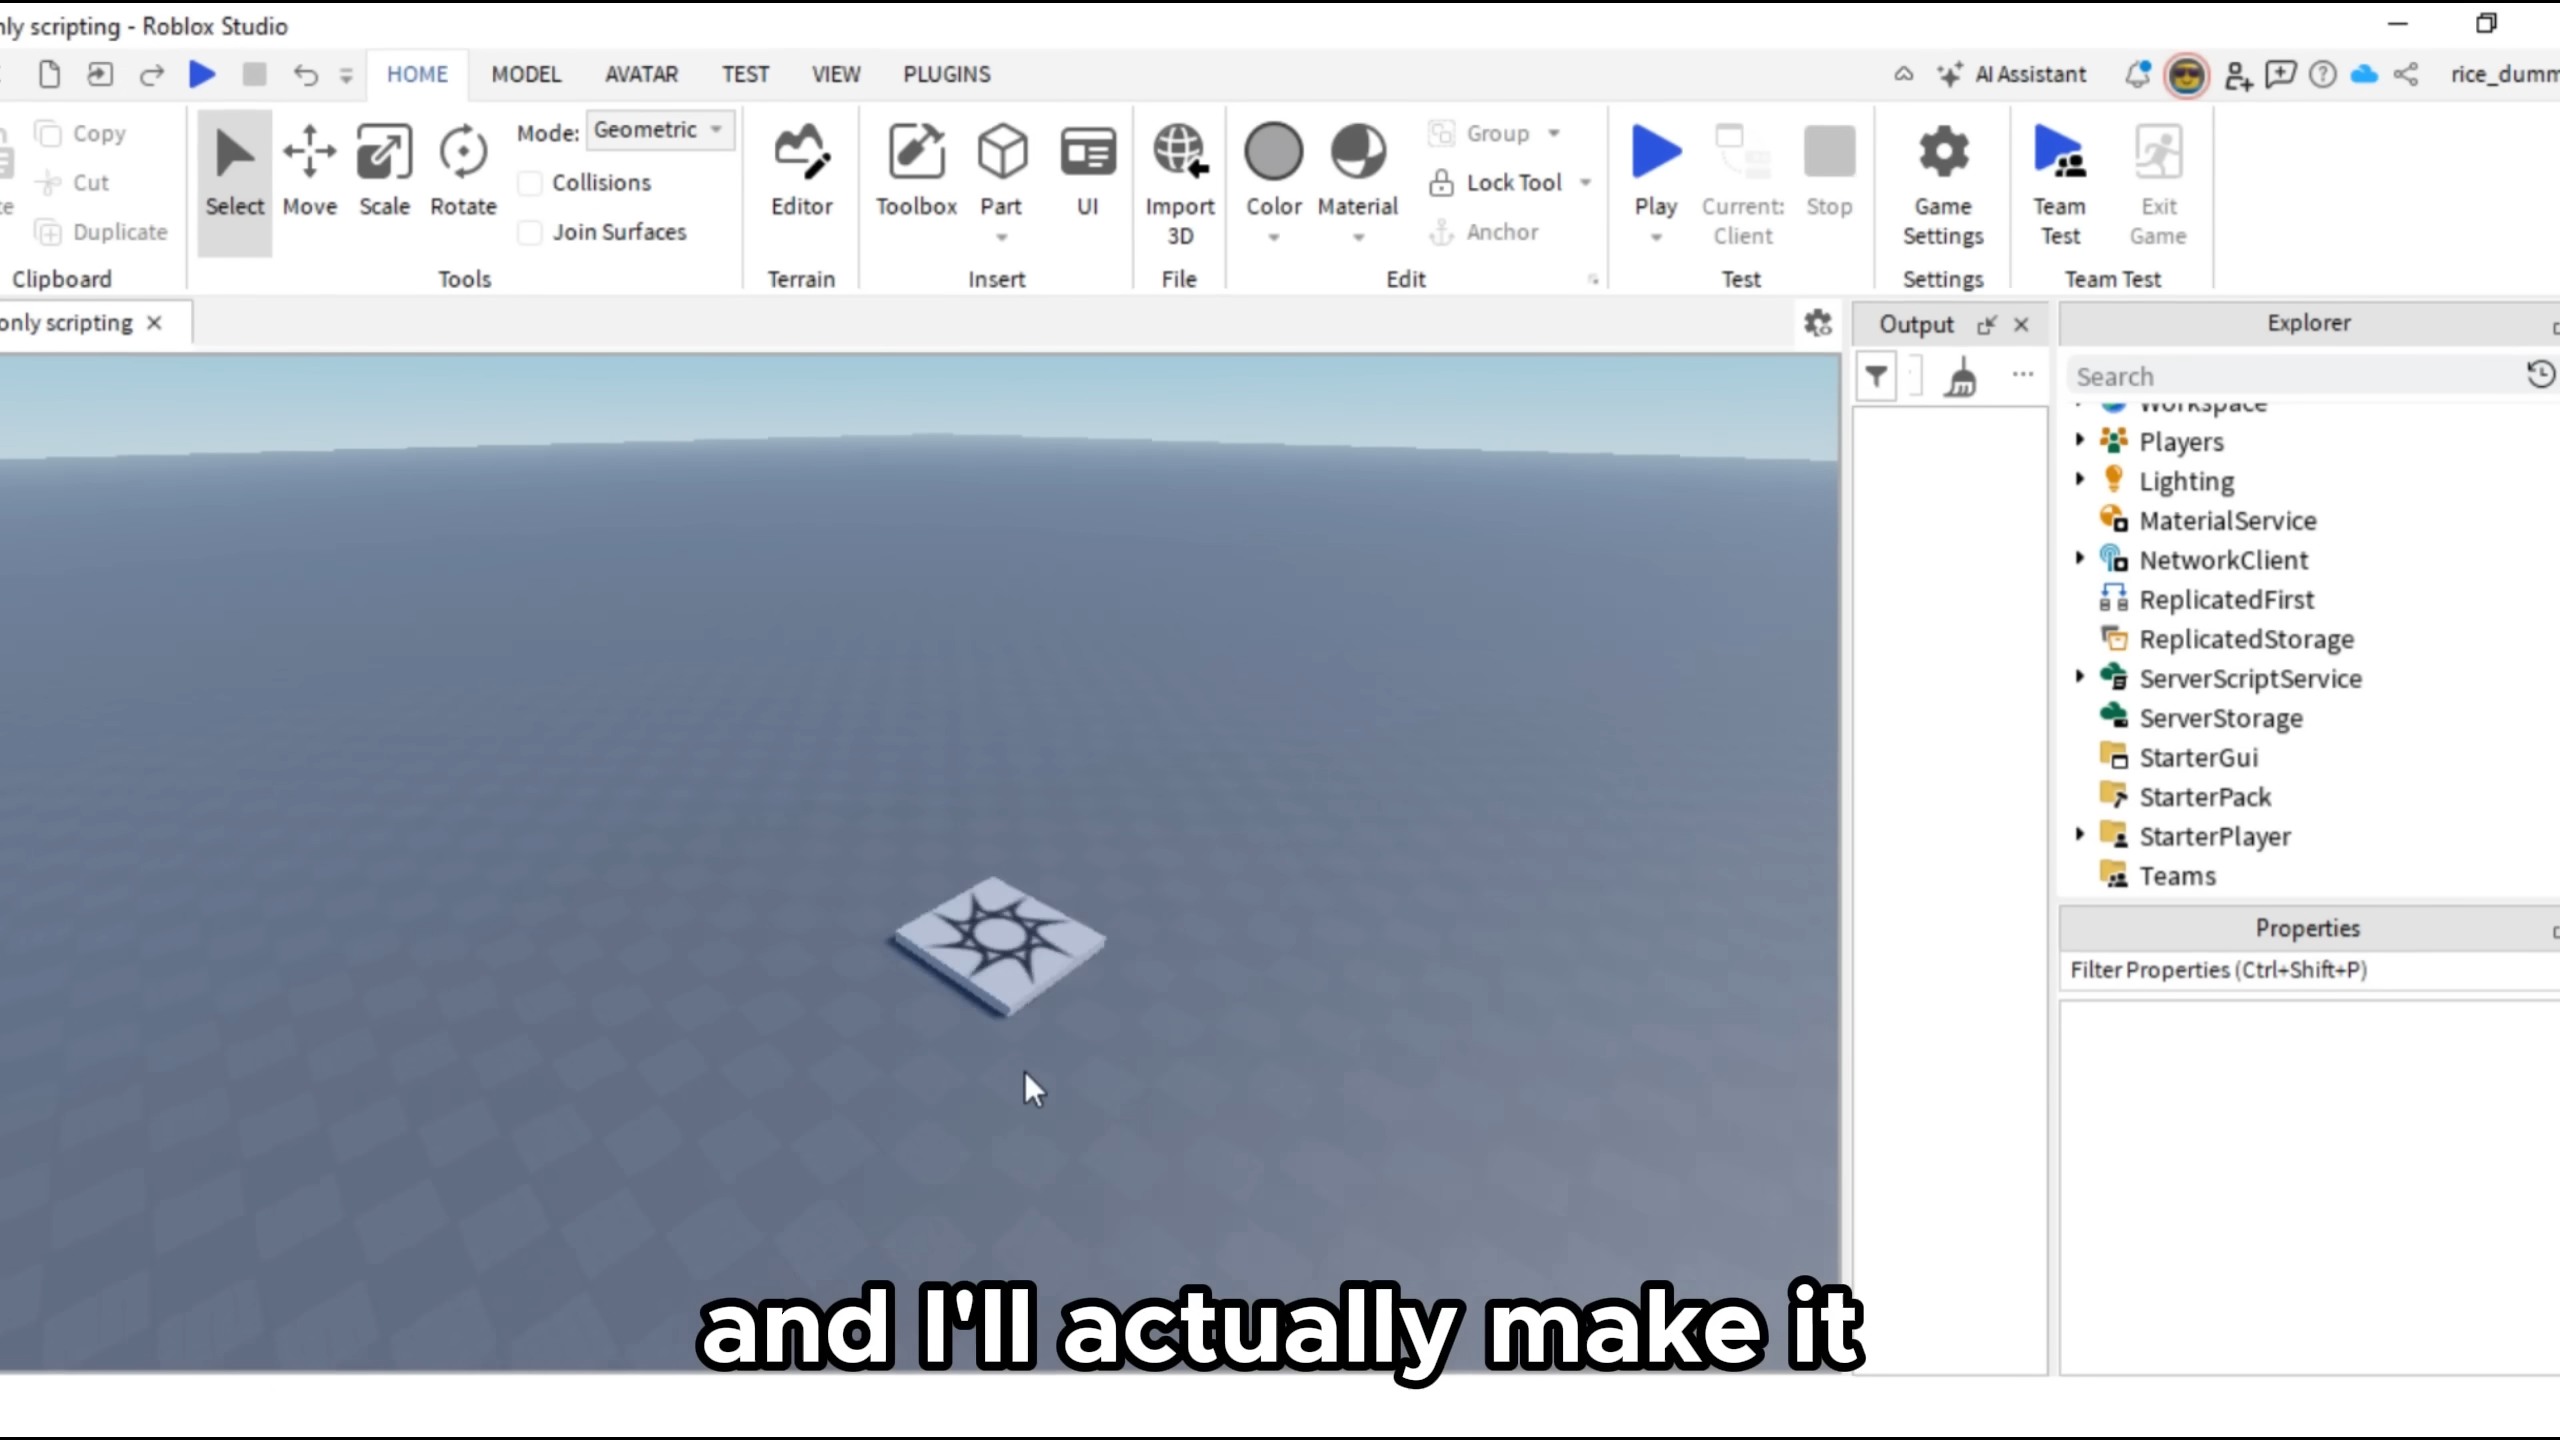 only scripting - Roblox Studio
HOME MODEL AVATAR TEST VIEW PLUGINS AI Assistant
Copy
Cut
Duplicate
Clipboard
Select Move Scale Rotate
Mode: Geometric
Collisions
Join Surfaces
Tools
Editor
Terrain
Toolbox Part UI
Insert
Import
3D
File
Color Material
Group
Lock Tool
Anchor
Edit
Play Current:
Client Stop
Test
Game
Settings
Settings
Team
Test
Exit
Game
Team Test
only scripting
Output
Explorer
Search
Workspace
Players
Lighting
MaterialService
NetworkClient
ReplicatedFirst
ReplicatedStorage
ServerScriptService
ServerStorage
StarterGui
StarterPack
StarterPlayer
Teams
Properties
Filter Properties (Ctrl+Shift+P)
and I'll actually make it